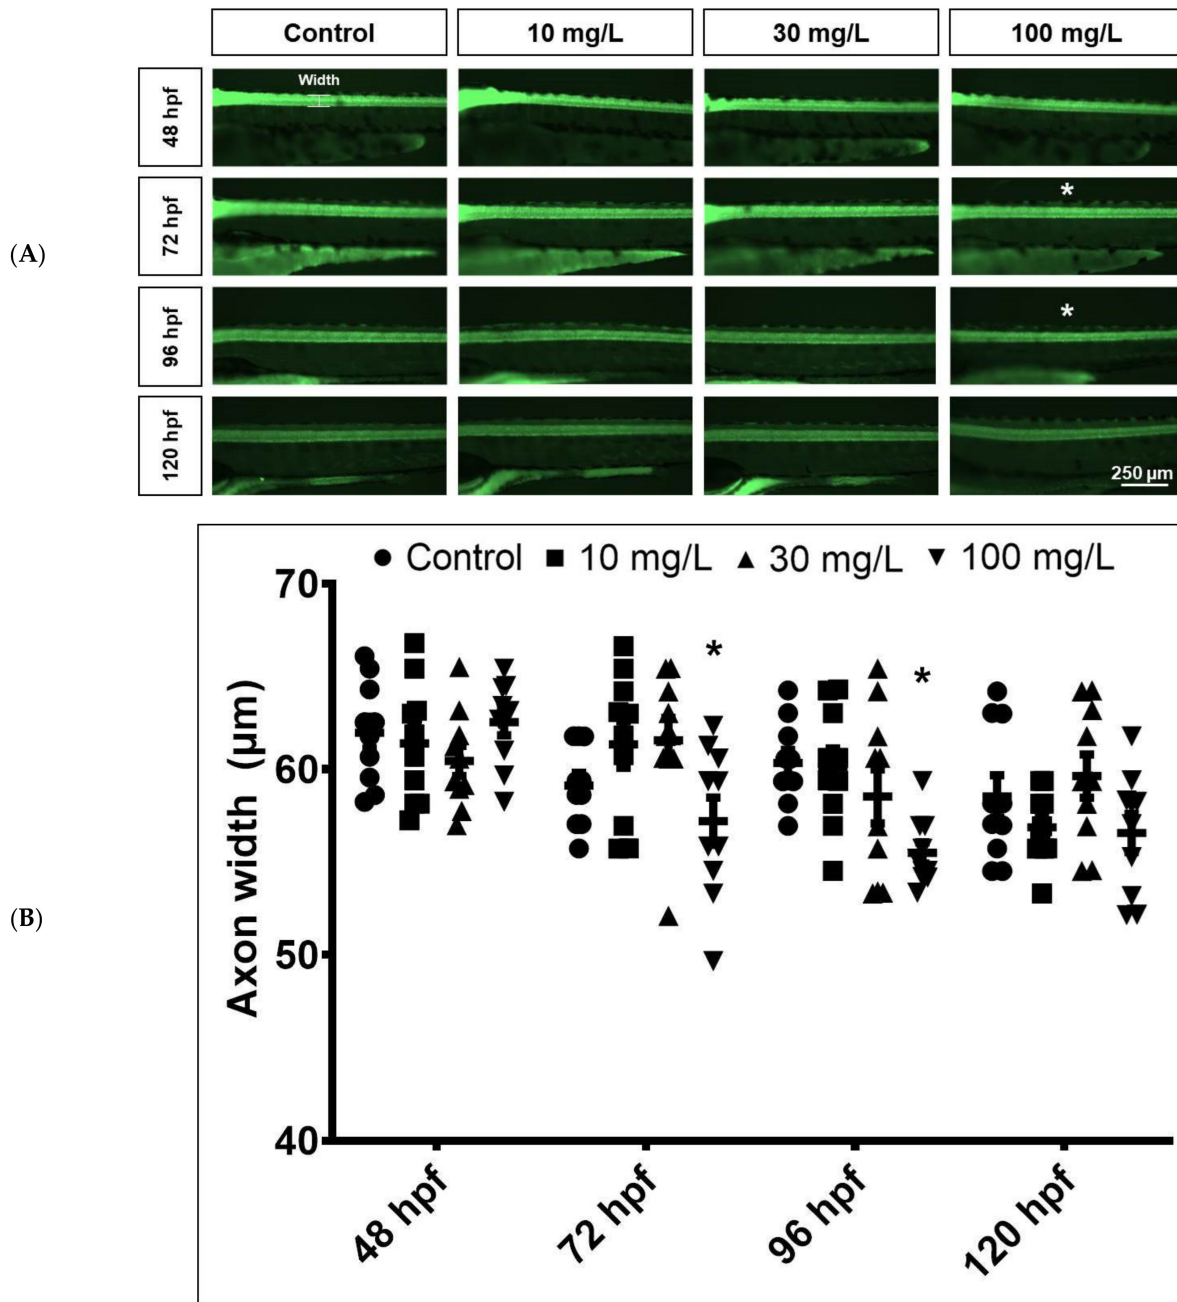 Control 10 mg/L 30 mg/L 100 mg/L
48 hpf
Width
72 hpf
*
(A)
96 hpf
*
120 hpf
250 µm
Control 10 mg/L 30 mg/L 100 mg/L
70
60
50
40
Axon width (µm)
*
*
(B)
48 hpf 72 hpf 96 hpf 120 hpf